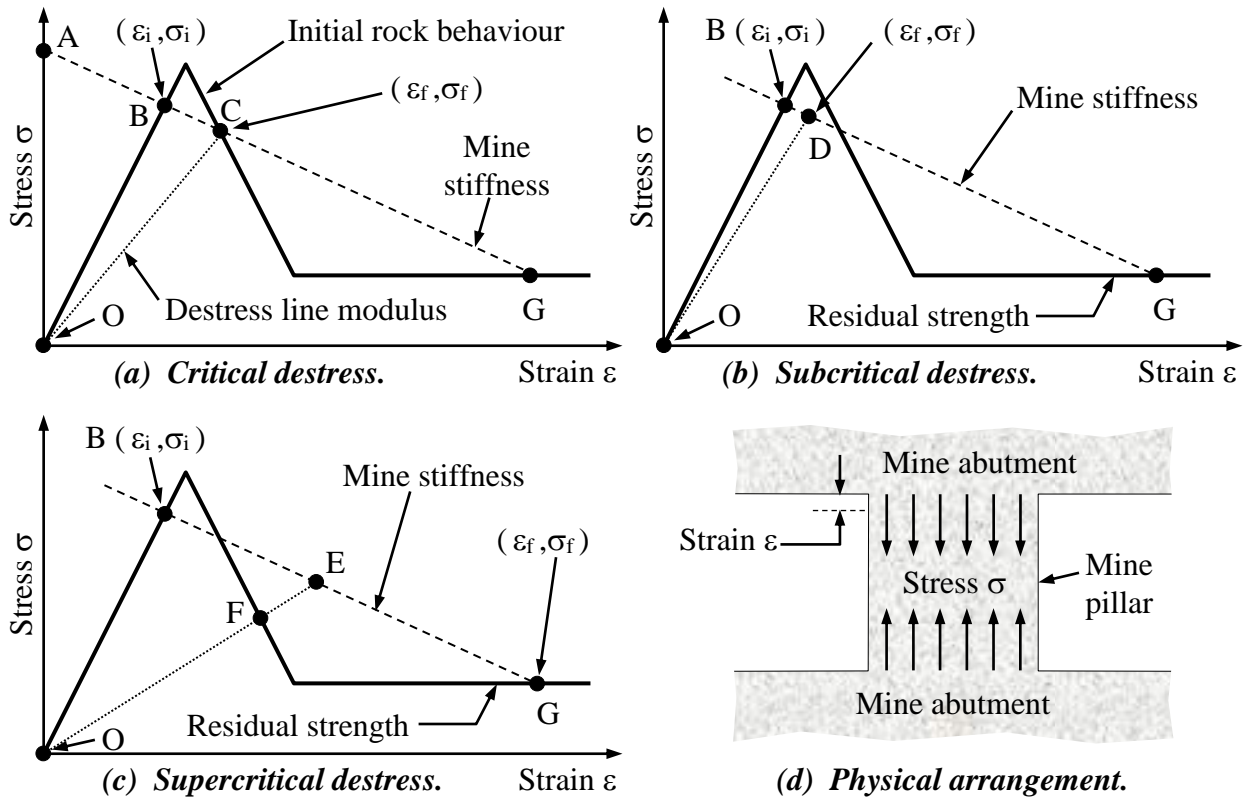 A
(εi ,σi)
Initial rock behaviour
(εf ,σf)
B
C
Mine
stiffness
Stress σ
Destress line modulus
O
G
(a) Critical destress.
Strain ε
B (εi ,σi)
(εf ,σf)
Mine stiffness
D
Stress σ
O
Residual strength
G
(b) Subcritical destress.
Strain ε
B (εi ,σi)
Mine stiffness
(εf ,σf)
E
F
Stress σ
O
Residual strength
G
(c) Supercritical destress.
Strain ε
Mine abutment
Strain ε
Stress σ
Mine
pillar
Mine abutment
(d) Physical arrangement.